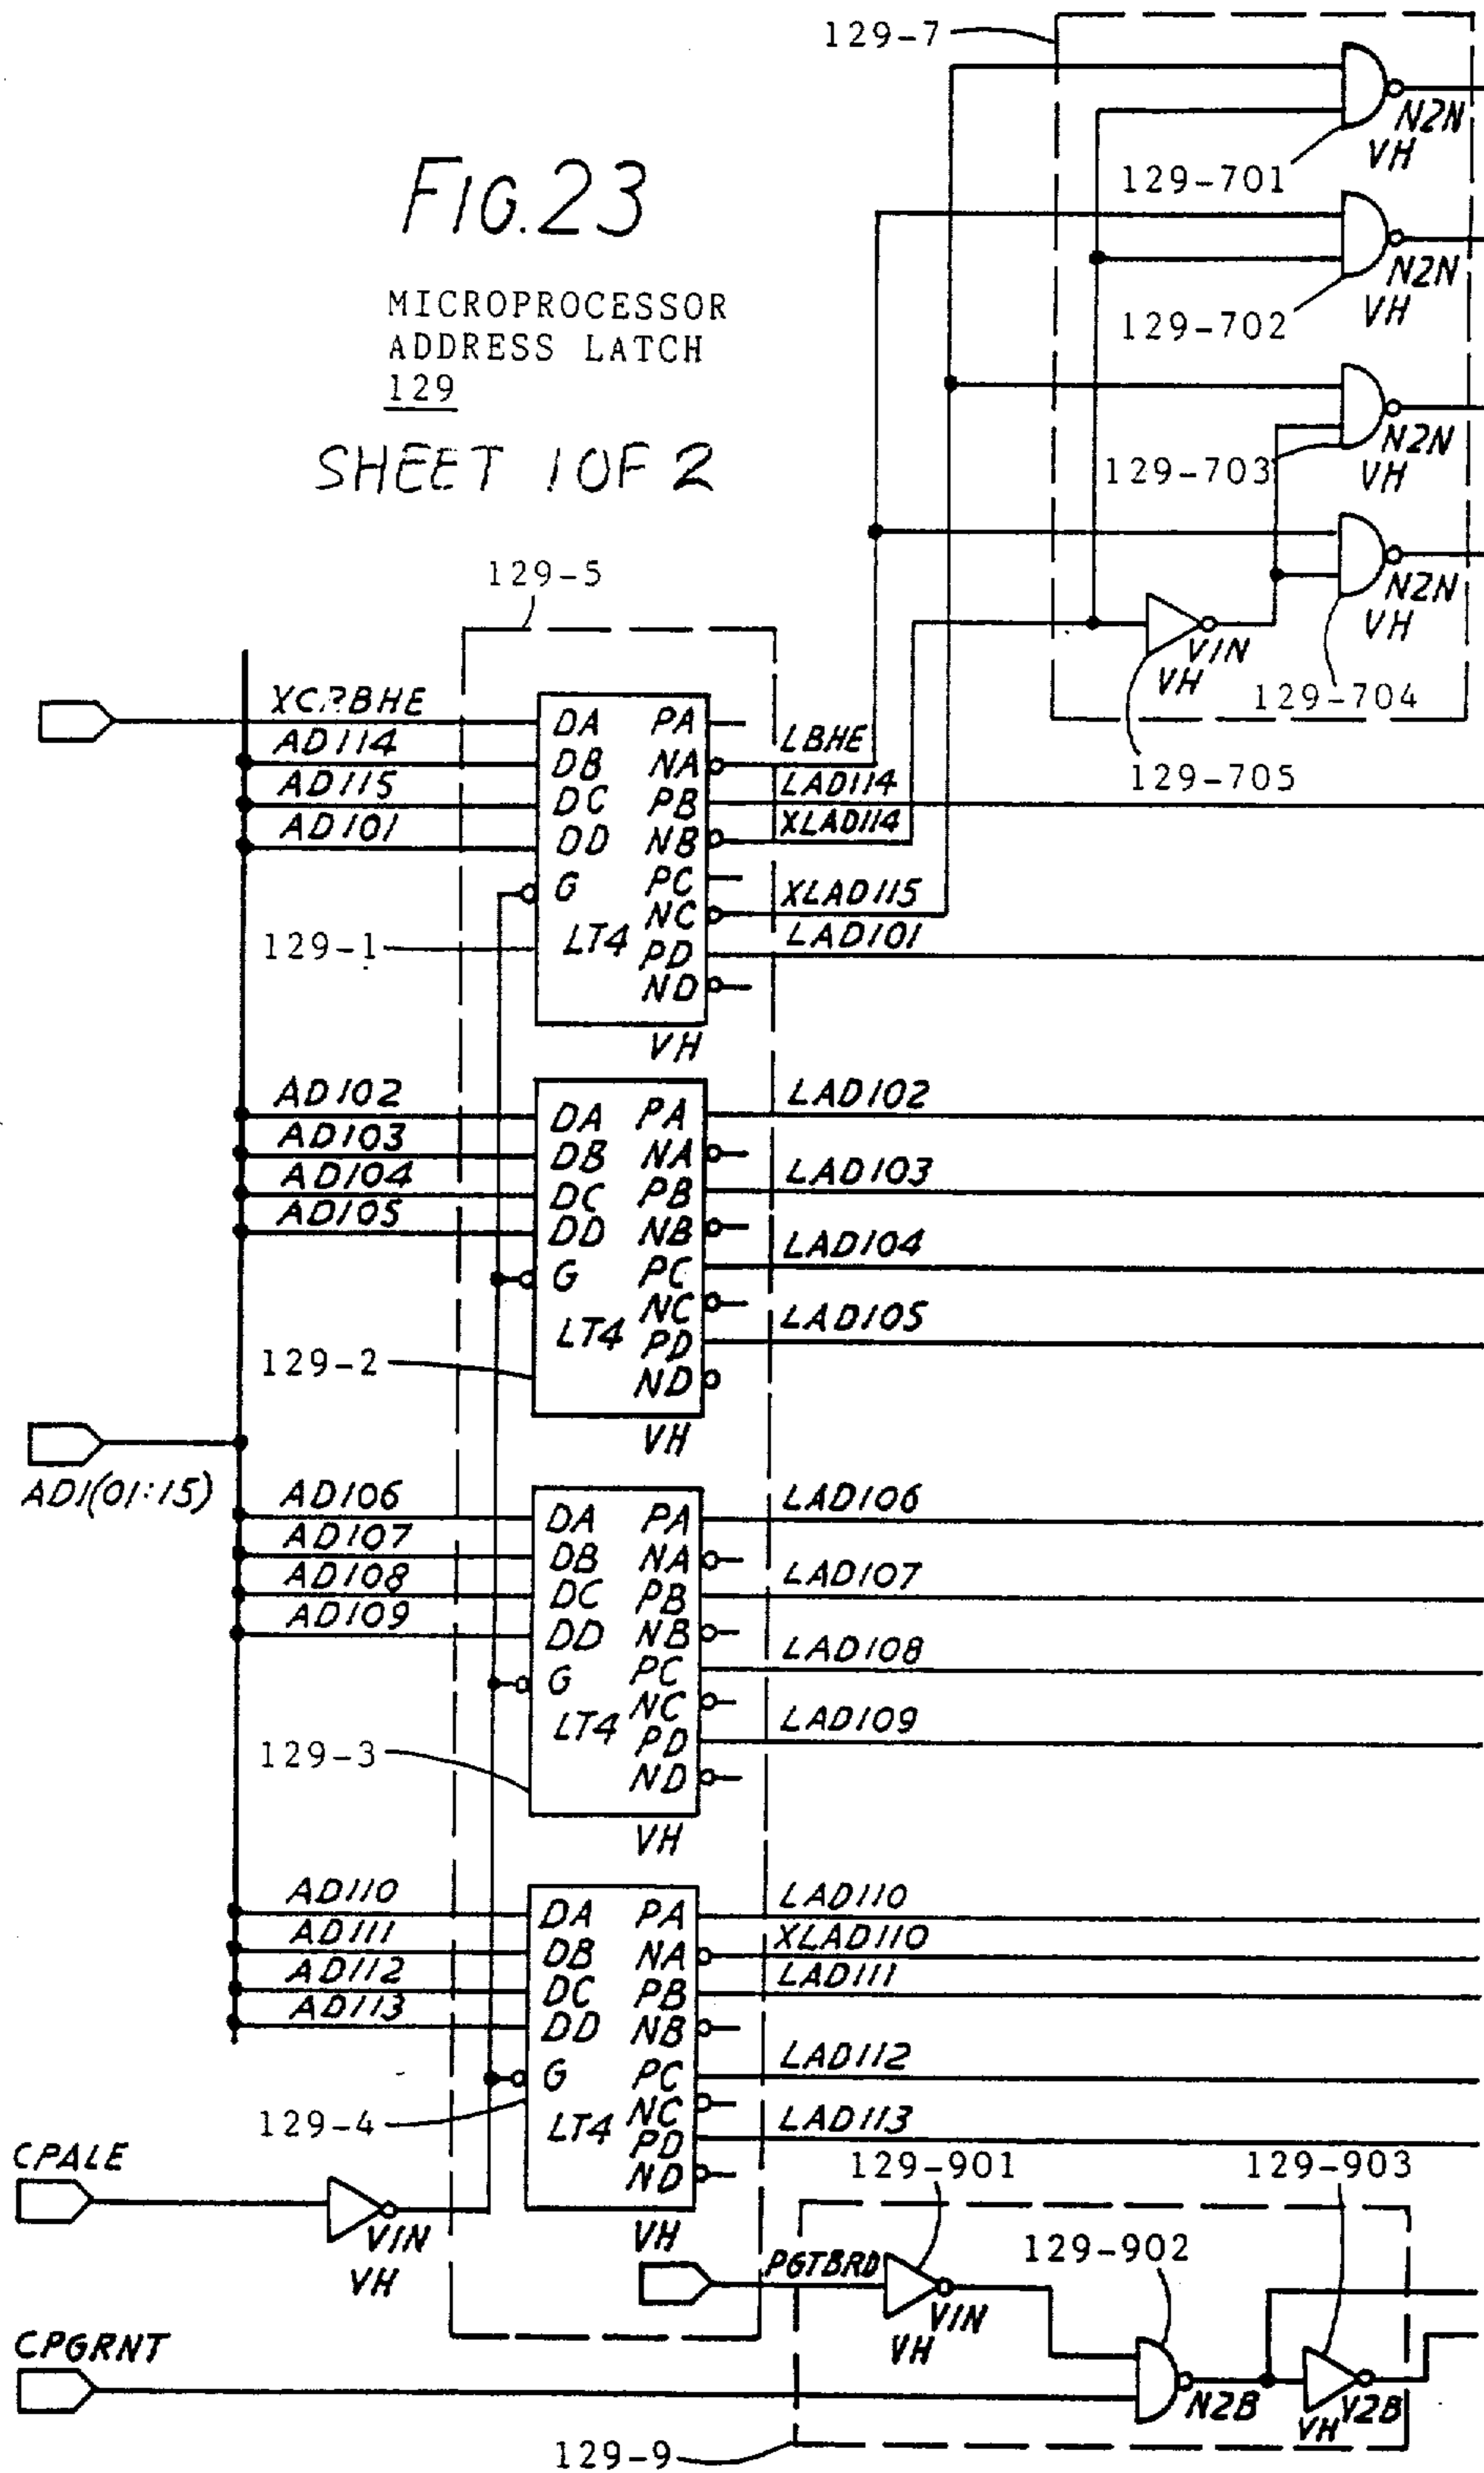 129-7
N2N
VH
129-701
FIG.23
N2N
VH
129-702
MICROPROCESSOR
ADDRESS LATCH
129
SHEET 1 OF 2
N2N
VH
129-703
N2N
VH
129-704
VIN
VH
129-705
129-5
AD114
AD115
AD101
DA PA
DB NA
DC PB
DD NB
G PC
NC
LT4 PD
ND
VH
129-1
LBHE
LAD114
XLAD114
XLAD115
LAD101
AD102
AD103
AD104
AD105
DA PA
DB NA
DC PB
DD NB
G PC
NC
LT4 PD
ND
VH
129-2
LAD102
LAD103
LAD104
LAD105
AD1(01:15)
AD106
AD107
AD108
AD109
DA PA
DB NA
DC PB
DD NB
G PC
NC
LT4 PD
ND
VH
129-3
LAD106
LAD107
LAD108
LAD109
AD110
AD111
AD112
AD113
DA PA
DB NA
DC PB
DD NB
G PC
NC
LT4 PD
ND
VH
129-4
LAD110
XLAD110
LAD111
LAD112
LAD113
CPALE
VIN
VH
129-901
129-903
PGTBRD
129-902
VIN
VH
CPGRNT
N2B
VH
V2B
129-9